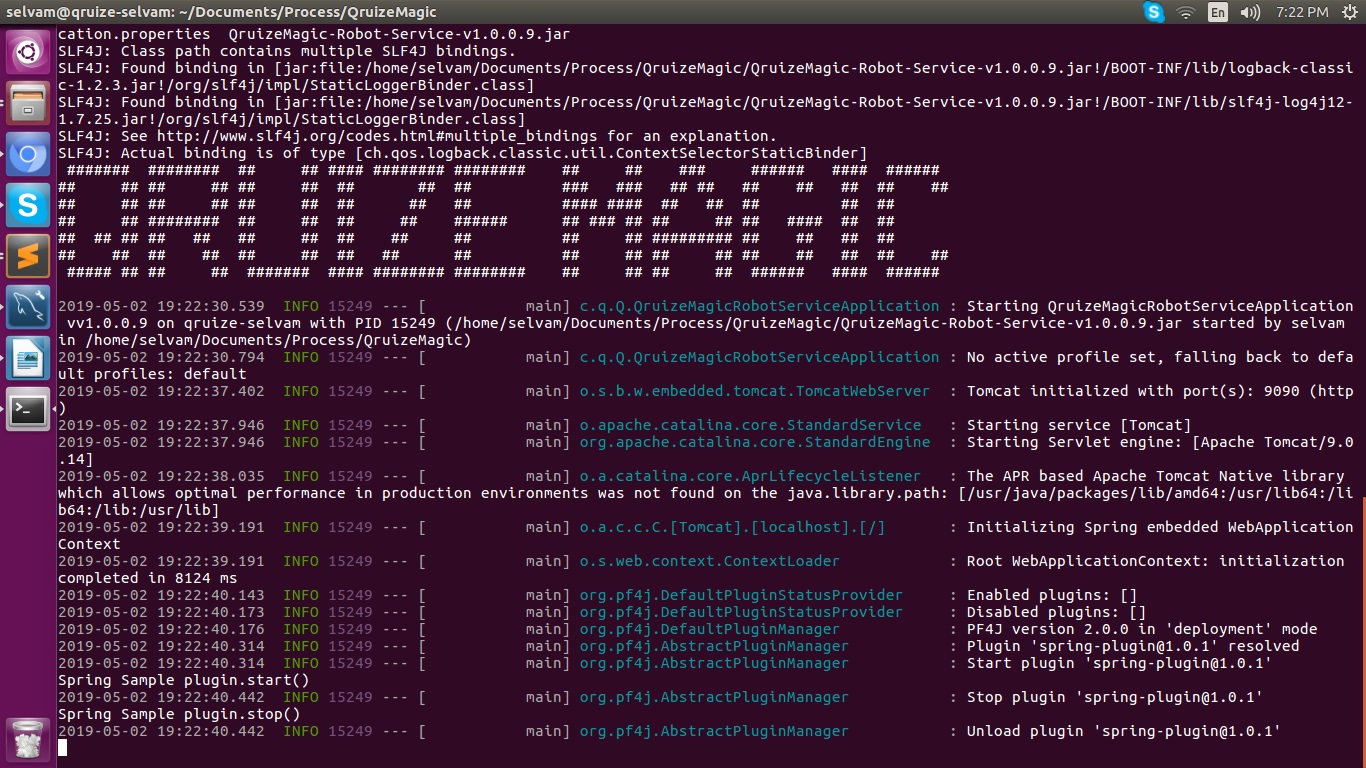 selvam@qruize-selvam: ~/Documents/Process/QruizeMagic
En
7:22 PM
cation.properties  QruizeMagic-Robot-Service-v1.0.0.9.jar
SLF4J: Class path contains multiple SLF4J bindings.
SLF4J: Found binding in [jar:file:/home/selvam/Documents/Process/QruizeMagic/QruizeMagic-Robot-Service-v1.0.0.9.jar!/BOOT-INF/lib/logback-classi
c-1.2.3.jar!/org/slf4j/impl/StaticLoggerBinder.class]
SLF4J: Found binding in [jar:file:/home/selvam/Documents/Process/QruizeMagic/QruizeMagic-Robot-Service-v1.0.0.9.jar!/BOOT-INF/lib/slf4j-log4j12-
1.7.25.jar!/org/slf4j/impl/StaticLoggerBinder.class]
SLF4J: See http://www.slf4j.org/codes.html#multiple_bindings for an explanation.
SLF4J: Actual binding is of type [ch.qos.logback.classic.util.ContextSelectorStaticBinder]
QRUIZE MAGIC
2019-05-02 19:22:30.539  INFO 15249 --- [           main] c.q.Q.QruizeMagicRobotServiceApplication : Starting QruizeMagicRobotServiceApplication
 vv1.0.0.9 on qruize-selvam with PID 15249 (/home/selvam/Documents/Process/QruizeMagic/QruizeMagic-Robot-Service-v1.0.0.9.jar started by selvam
in /home/selvam/Documents/Process/QruizeMagic)
2019-05-02 19:22:30.794  INFO 15249 --- [           main] c.q.Q.QruizeMagicRobotServiceApplication : No active profile set, falling back to defa
ult profiles: default
2019-05-02 19:22:37.402  INFO 15249 --- [           main] o.s.b.w.embedded.tomcat.TomcatWebServer  : Tomcat initialized with port(s): 9090 (http
)
2019-05-02 19:22:37.946  INFO 15249 --- [           main] o.apache.catalina.core.StandardService   : Starting service [Tomcat]
2019-05-02 19:22:37.946  INFO 15249 --- [           main] org.apache.catalina.core.StandardEngine  : Starting Servlet engine: [Apache Tomcat/9.0
.14]
2019-05-02 19:22:38.035  INFO 15249 --- [           main] o.a.catalina.core.AprLifecycleListener   : The APR based Apache Tomcat Native library
which allows optimal performance in production environments was not found on the java.library.path: [/usr/java/packages/lib/amd64:/usr/lib64:/li
b64:/lib:/usr/lib]
2019-05-02 19:22:39.191  INFO 15249 --- [           main] o.a.c.c.C.[Tomcat].[localhost].[/]       : Initializing Spring embedded WebApplication
Context
2019-05-02 19:22:39.191  INFO 15249 --- [           main] o.s.web.context.ContextLoader            : Root WebApplicationContext: initialization
completed in 8124 ms
2019-05-02 19:22:40.143  INFO 15249 --- [           main] org.pf4j.DefaultPluginStatusProvider     : Enabled plugins: []
2019-05-02 19:22:40.173  INFO 15249 --- [           main] org.pf4j.DefaultPluginStatusProvider     : Disabled plugins: []
2019-05-02 19:22:40.176  INFO 15249 --- [           main] org.pf4j.DefaultPluginManager            : PF4J version 2.0.0 in 'deployment' mode
2019-05-02 19:22:40.314  INFO 15249 --- [           main] org.pf4j.AbstractPluginManager           : Plugin 'spring-plugin@1.0.1' resolved
2019-05-02 19:22:40.314  INFO 15249 --- [           main] org.pf4j.AbstractPluginManager           : Start plugin 'spring-plugin@1.0.1'
Spring Sample plugin.start()
2019-05-02 19:22:40.442  INFO 15249 --- [           main] org.pf4j.AbstractPluginManager           : Stop plugin 'spring-plugin@1.0.1'
Spring Sample plugin.stop()
2019-05-02 19:22:40.442  INFO 15249 --- [           main] org.pf4j.AbstractPluginManager           : Unload plugin 'spring-plugin@1.0.1'